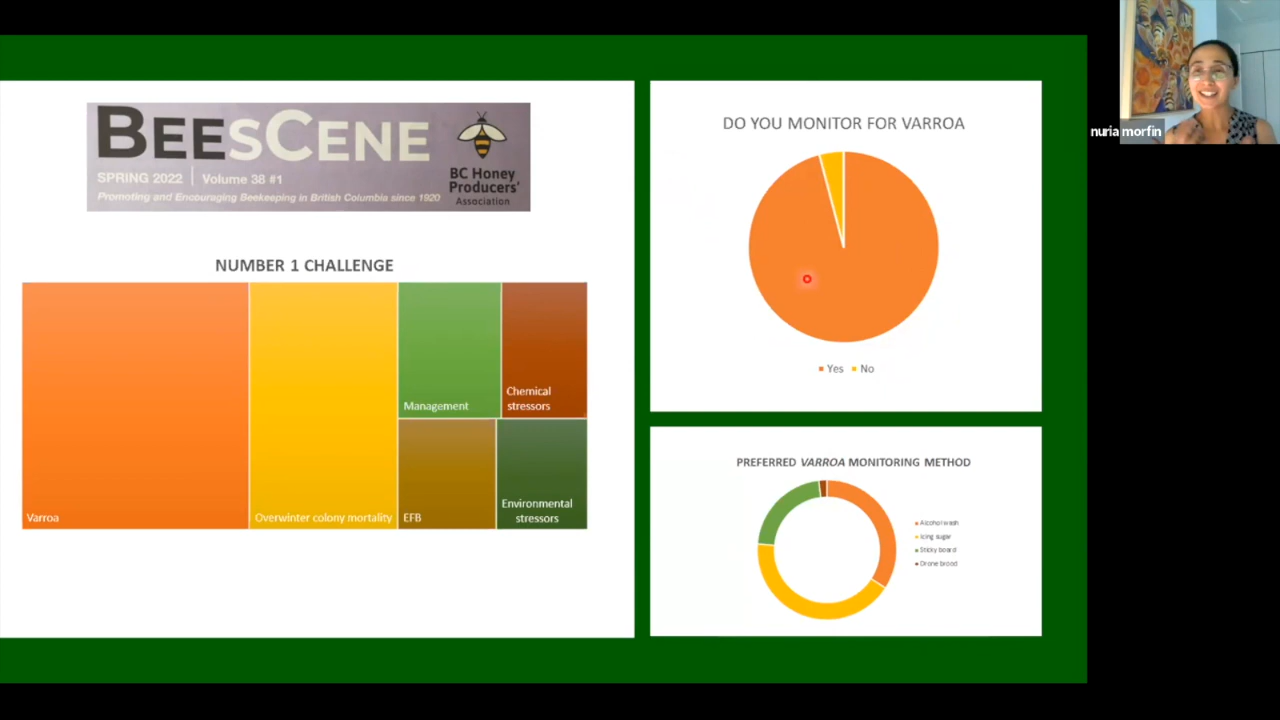 BEESCENE
SPRING 2022 | Volume 38 #1
Promoting and Encouraging Beekeeping in British Columbia since 1920
BC Honey
Producers'
Association
NUMBER 1 CHALLENGE
Varroa
Overwinter colony mortality
Management
Chemical
stressors
EFB
Environmental
stressors
DO YOU MONITOR FOR VARROA
Yes No
PREFERRED VARROA MONITORING METHOD
Alcohol wash
Icing sugar
Sticky board
Drone brood
nuria morfin